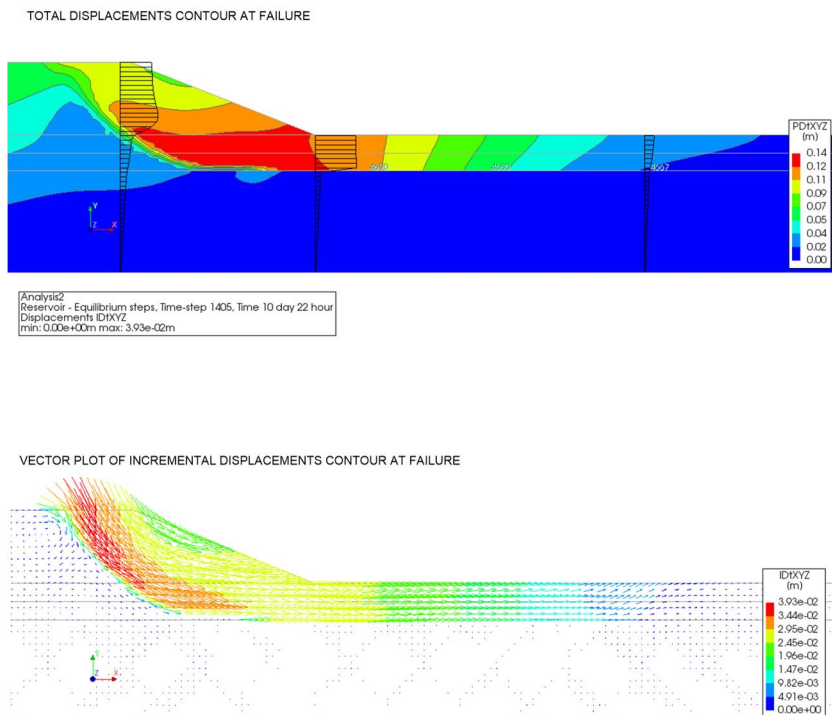 TOTAL DISPLACEMENTS CONTOUR AT FAILURE
PDtXYZ
(m)
0.14
0.12
0.11
0.09
0.07
0.05
0.04
0.02
0.00
Y
Z X
Analysis2
Reservoir - Equilibrium steps, Time-step 1405, Time 10 day 22 hour
Displacements IDtXYZ
min: 0.00e+00m max: 3.93e-02m
VECTOR PLOT OF INCREMENTAL DISPLACEMENTS CONTOUR AT FAILURE
IDtXYZ
(m)
3.93e-02
3.44e-02
2.95e-02
2.45e-02
1.96e-02
1.47e-02
9.82e-03
4.91e-03
0.00e+00
Y
Z X